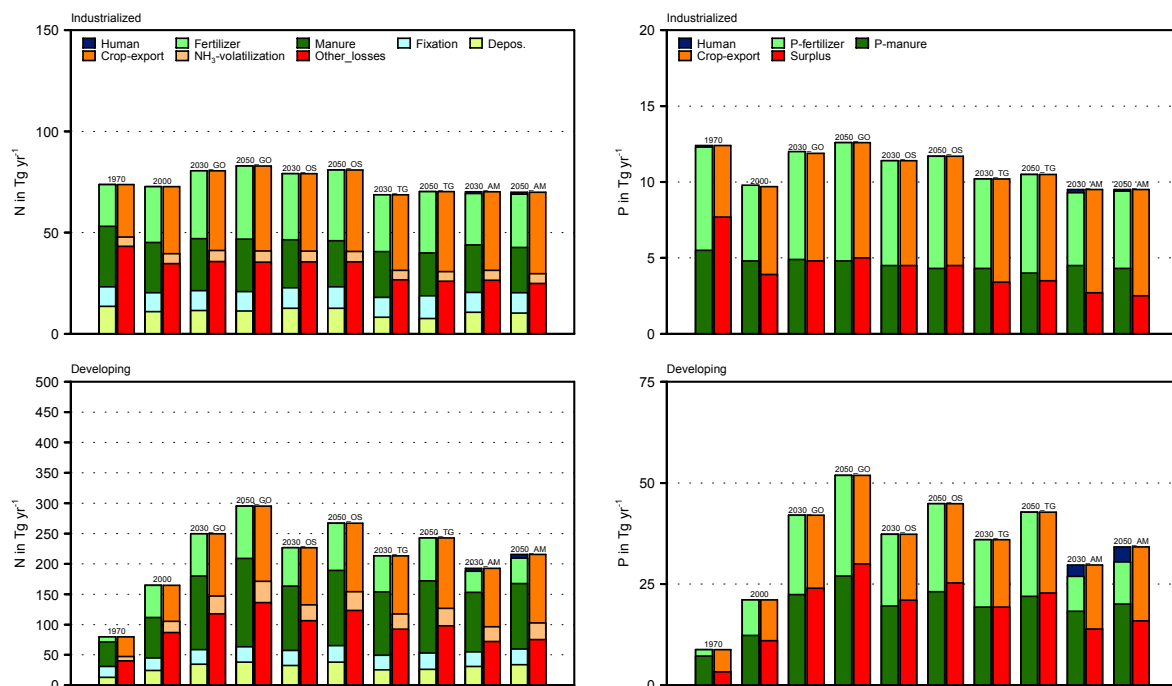 Industrialized
150
Human Fertilizer Manure Fixation Depos.
Crop-export NH₃-volatilization Other_losses
100
50
0
N in Tg yr⁻¹
1970
2000
2030_GO
2050_GO
2030_OS
2050_OS
2030_TG
2050_TG
2030_AM
2050_AM
Industrialized
20
Human P-fertilizer P-manure
Crop-export Surplus
15
10
5
0
P in Tg yr⁻¹
1970
2000
2030_GO
2050_GO
2030_OS
2050_OS
2030_TG
2050_TG
2030_AM
2050_AM
Developing
500
450
400
350
300
250
200
150
100
50
0
N in Tg yr⁻¹
1970
2000
2030_GO
2050_GO
2030_OS
2050_OS
2030_TG
2050_TG
2030_AM
2050_AM
Developing
75
50
25
0
P in Tg yr⁻¹
1970
2000
2030_GO
2050_GO
2030_OS
2050_OS
2030_TG
2050_TG
2030_AM
2050_AM